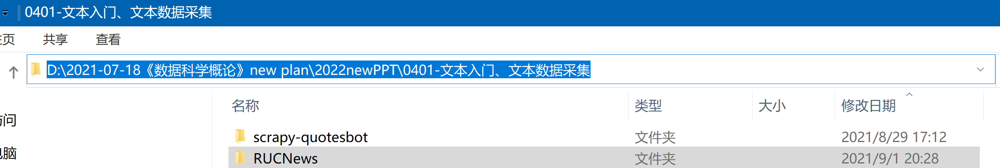 0401-文本入门、文本数据采集
主页 共享 查看
D:\2021-07-18《数据科学概论》new plan\2022newPPT\0401-文本入门、文本数据采集
名称 类型 大小 修改日期
访问
scrapy-quotesbot 文件夹 2021/8/29 17:12
电脑
RUCNews 文件夹 2021/9/1 20:28